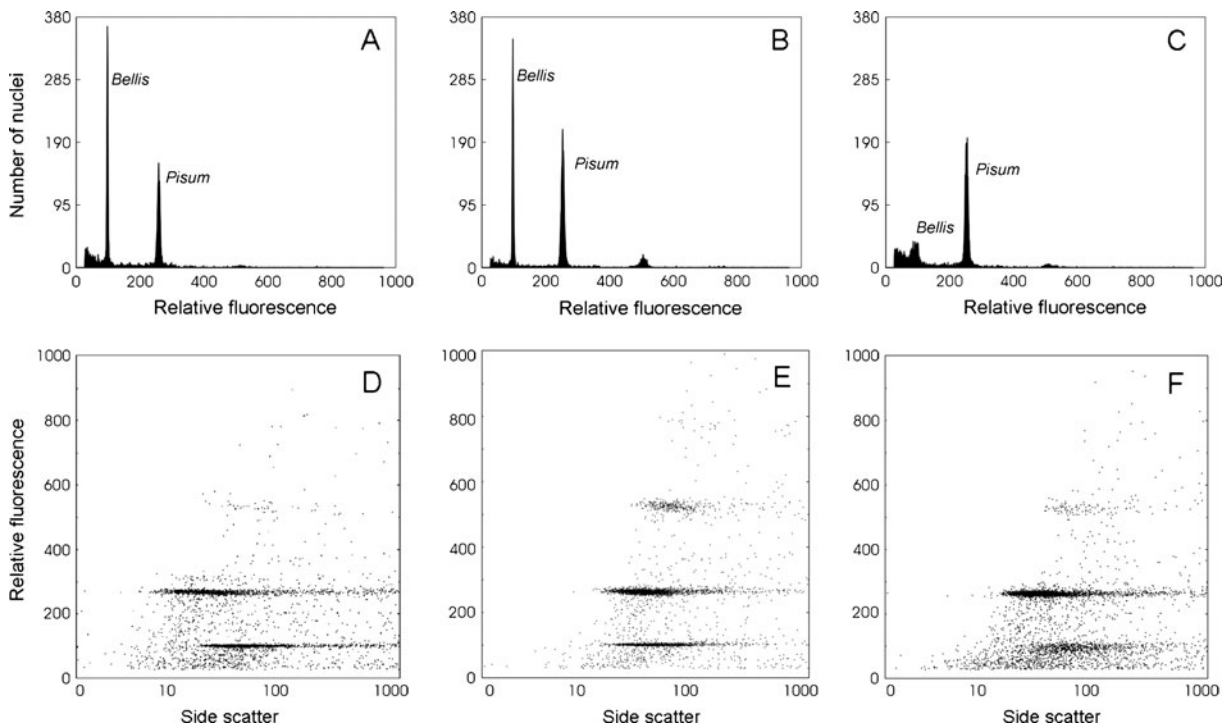 380
285
190
95
0
Number of nuclei
A
Bellis
Pisum
0 200 400 600 800 1000
Relative fluorescence
380
285
190
95
0
B
Bellis
Pisum
0 200 400 600 800 1000
Relative fluorescence
380
285
190
95
0
C
Pisum
Bellis
0 200 400 600 800 1000
Relative fluorescence
1000
800
600
400
200
0
Relative fluorescence
D
0 10 100 1000
Side scatter
1000
800
600
400
200
0
E
0 10 100 1000
Side scatter
1000
800
600
400
200
0
F
0 10 100 1000
Side scatter